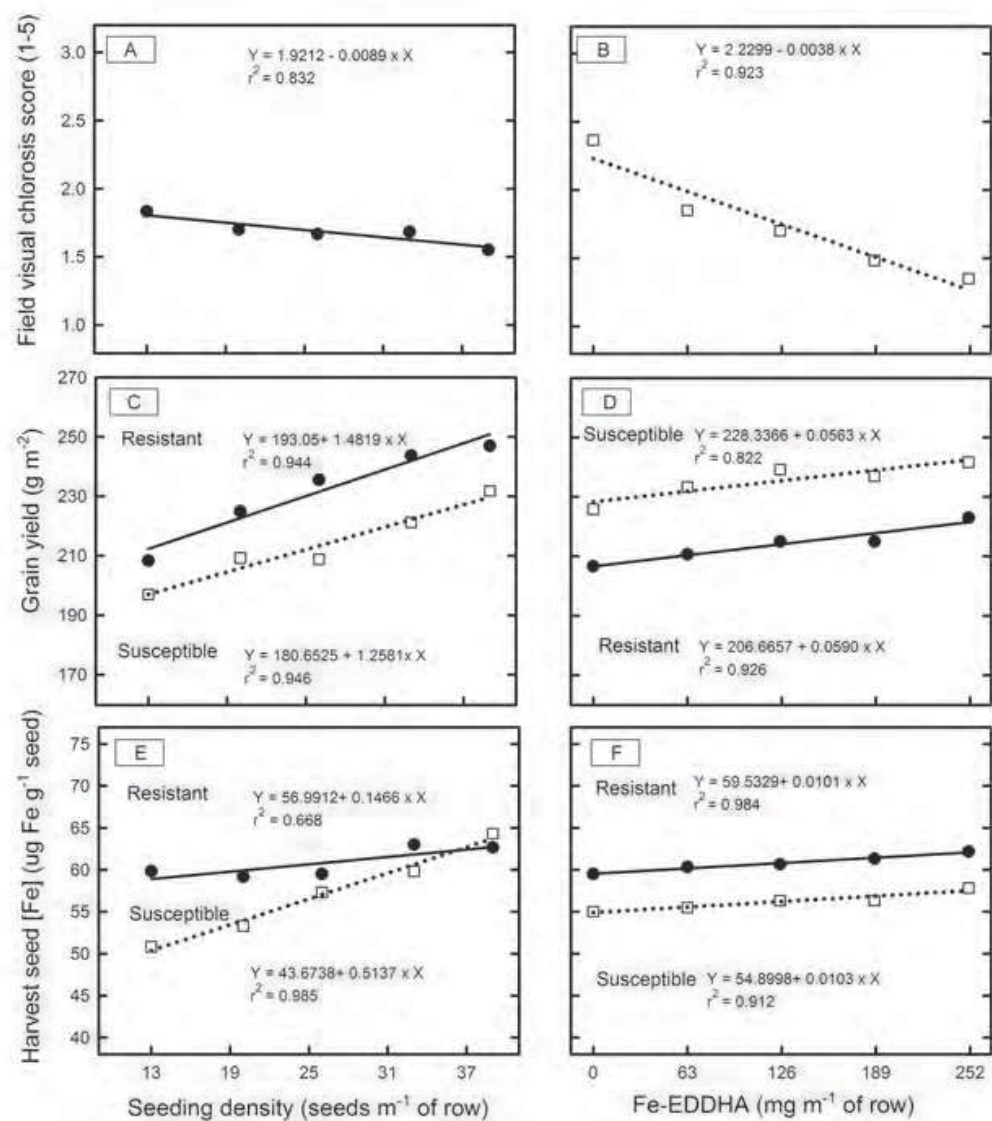 Field visual chlorosis score (1-5)
3.0
2.5
2.0
1.5
1.0
A
Y = 1.9212 - 0.0089 x X
r² = 0.832
B
Y = 2.2299 - 0.0038 x X
r² = 0.923
Grain yield (g m⁻²)
270
250
230
210
190
170
C
Resistant
Y = 193.05+ 1.4819 x X
r² = 0.944
Susceptible
Y = 180.6525 + 1.2581x X
r² = 0.946
D
Susceptible
Y = 228.3366 + 0.0563 x X
r² = 0.822
Resistant
Y = 206.6657 + 0.0590 x X
r² = 0.926
Harvest seed [Fe] (ug Fe g⁻¹ seed)
75
70
65
60
55
50
45
40
E
Resistant
Y = 56.9912+ 0.1466 x X
r² = 0.668
Susceptible
Y = 43.6738+ 0.5137 x X
r² = 0.985
13 20 26 37
Seeding density (seeds m⁻¹ of row)
F
Resistant
Y = 59.5329+ 0.0101 x X
r² = 0.984
Susceptible
Y = 54.8998+ 0.0103 x X
r² = 0.912
0 63 126 189 252
Fe-EDDHA (mg m⁻¹ of row)